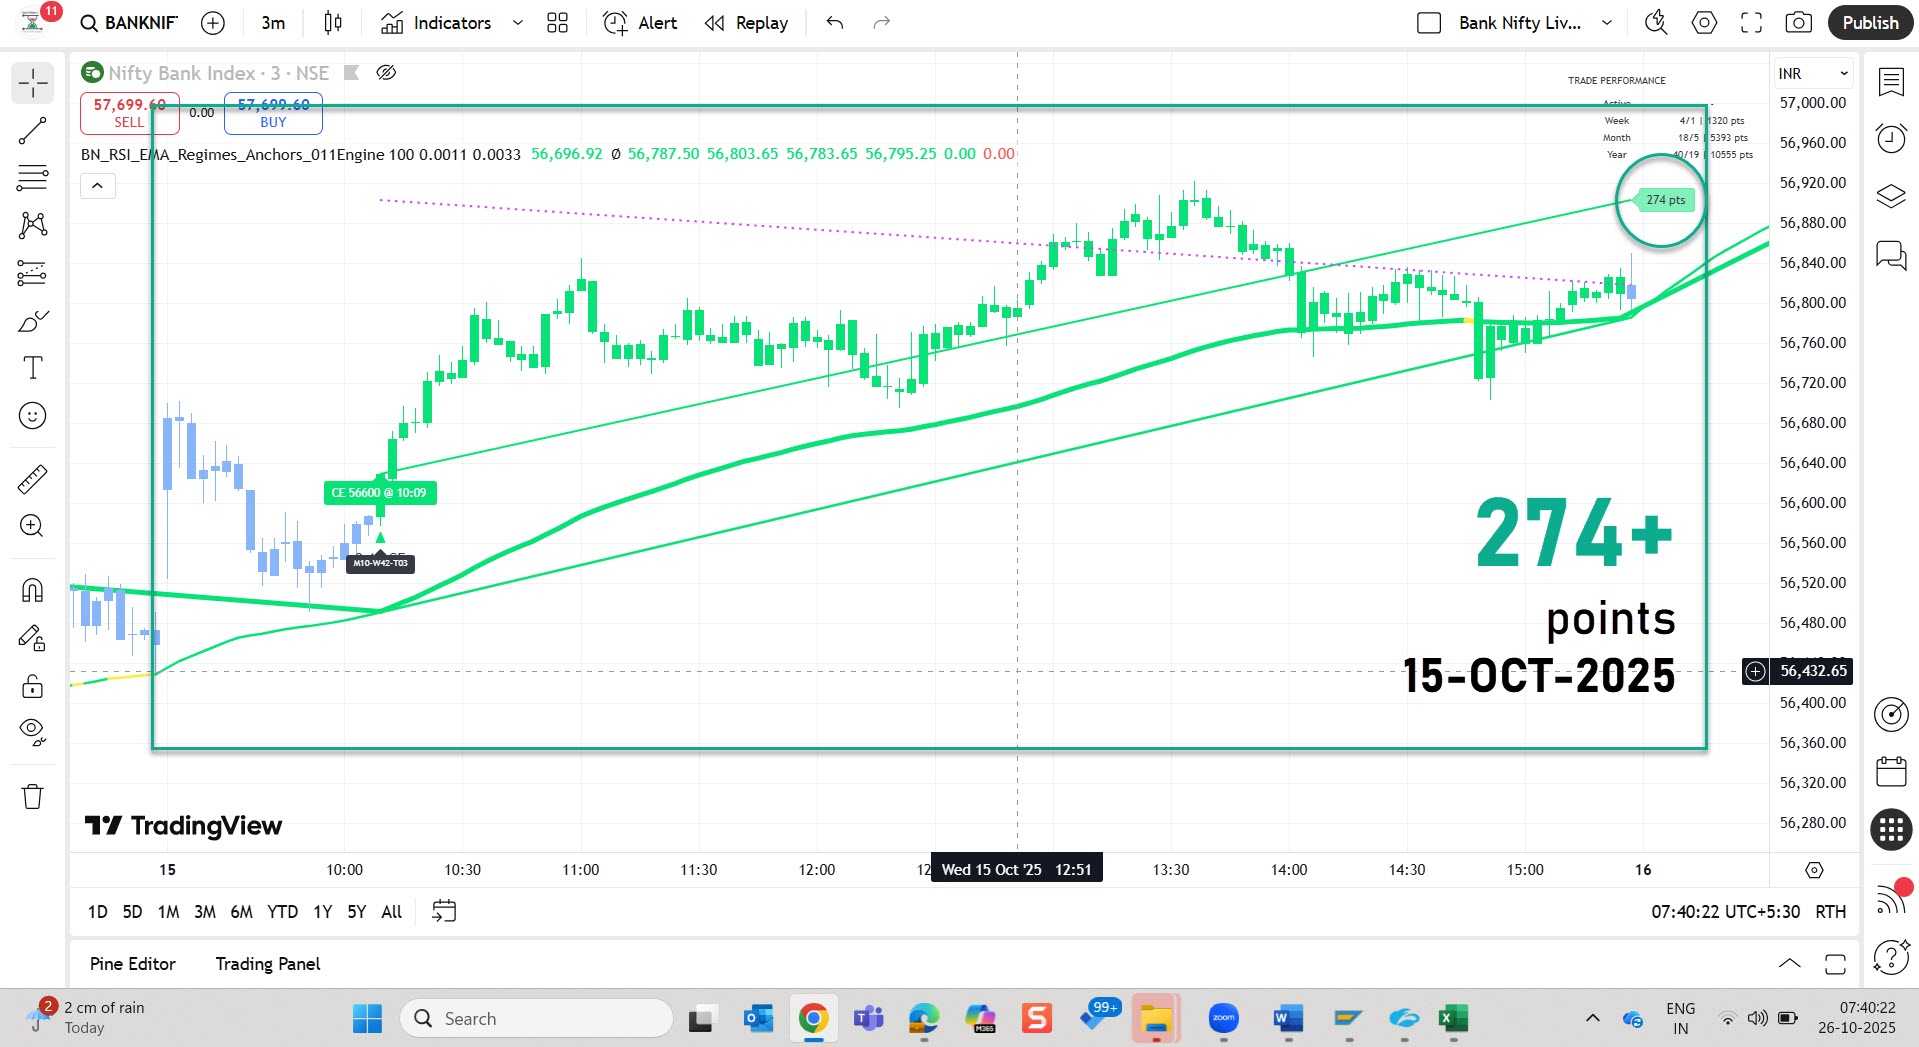 11
BANKNIF
3m
Indicators
Alert
Replay
Bank Nifty Liv...
Publish
Nifty Bank Index · 3 · NSE
57,699.60
SELL
0.00
57,699.60
BUY
BN_RSI_EMA_Regimes_Anchors_011Engine 100 0.0011 0.0033 56,696.92 Ø 56,787.50 56,803.65 56,783.65 56,795.25 0.00 0.00
TRADE PERFORMANCE
Active -
Week 4/1 | 1320 pts
Month 18/5 | 5393 pts
Year 40/19 | 10555 pts
INR
57,000.00
56,960.00
56,920.00
56,880.00
56,840.00
56,800.00
56,760.00
56,720.00
56,680.00
56,640.00
56,600.00
56,560.00
56,520.00
56,480.00
56,432.65
56,400.00
56,360.00
56,320.00
56,280.00
274 pts
CE 56600 @ 10:09
M10-W42-T03
274+
points
15-OCT-2025
TradingView
15
10:00
10:30
11:00
11:30
12:00
12
Wed 15 Oct '25 12:51
13:30
14:00
14:30
15:00
16
1D 5D 1M 3M 6M YTD 1Y 5Y All
07:40:22 UTC+5:30 RTH
Pine Editor
Trading Panel
2
2 cm of rain
Today
Search
M365
99+
zoom
ENG
IN
07:40:22
26-10-2025